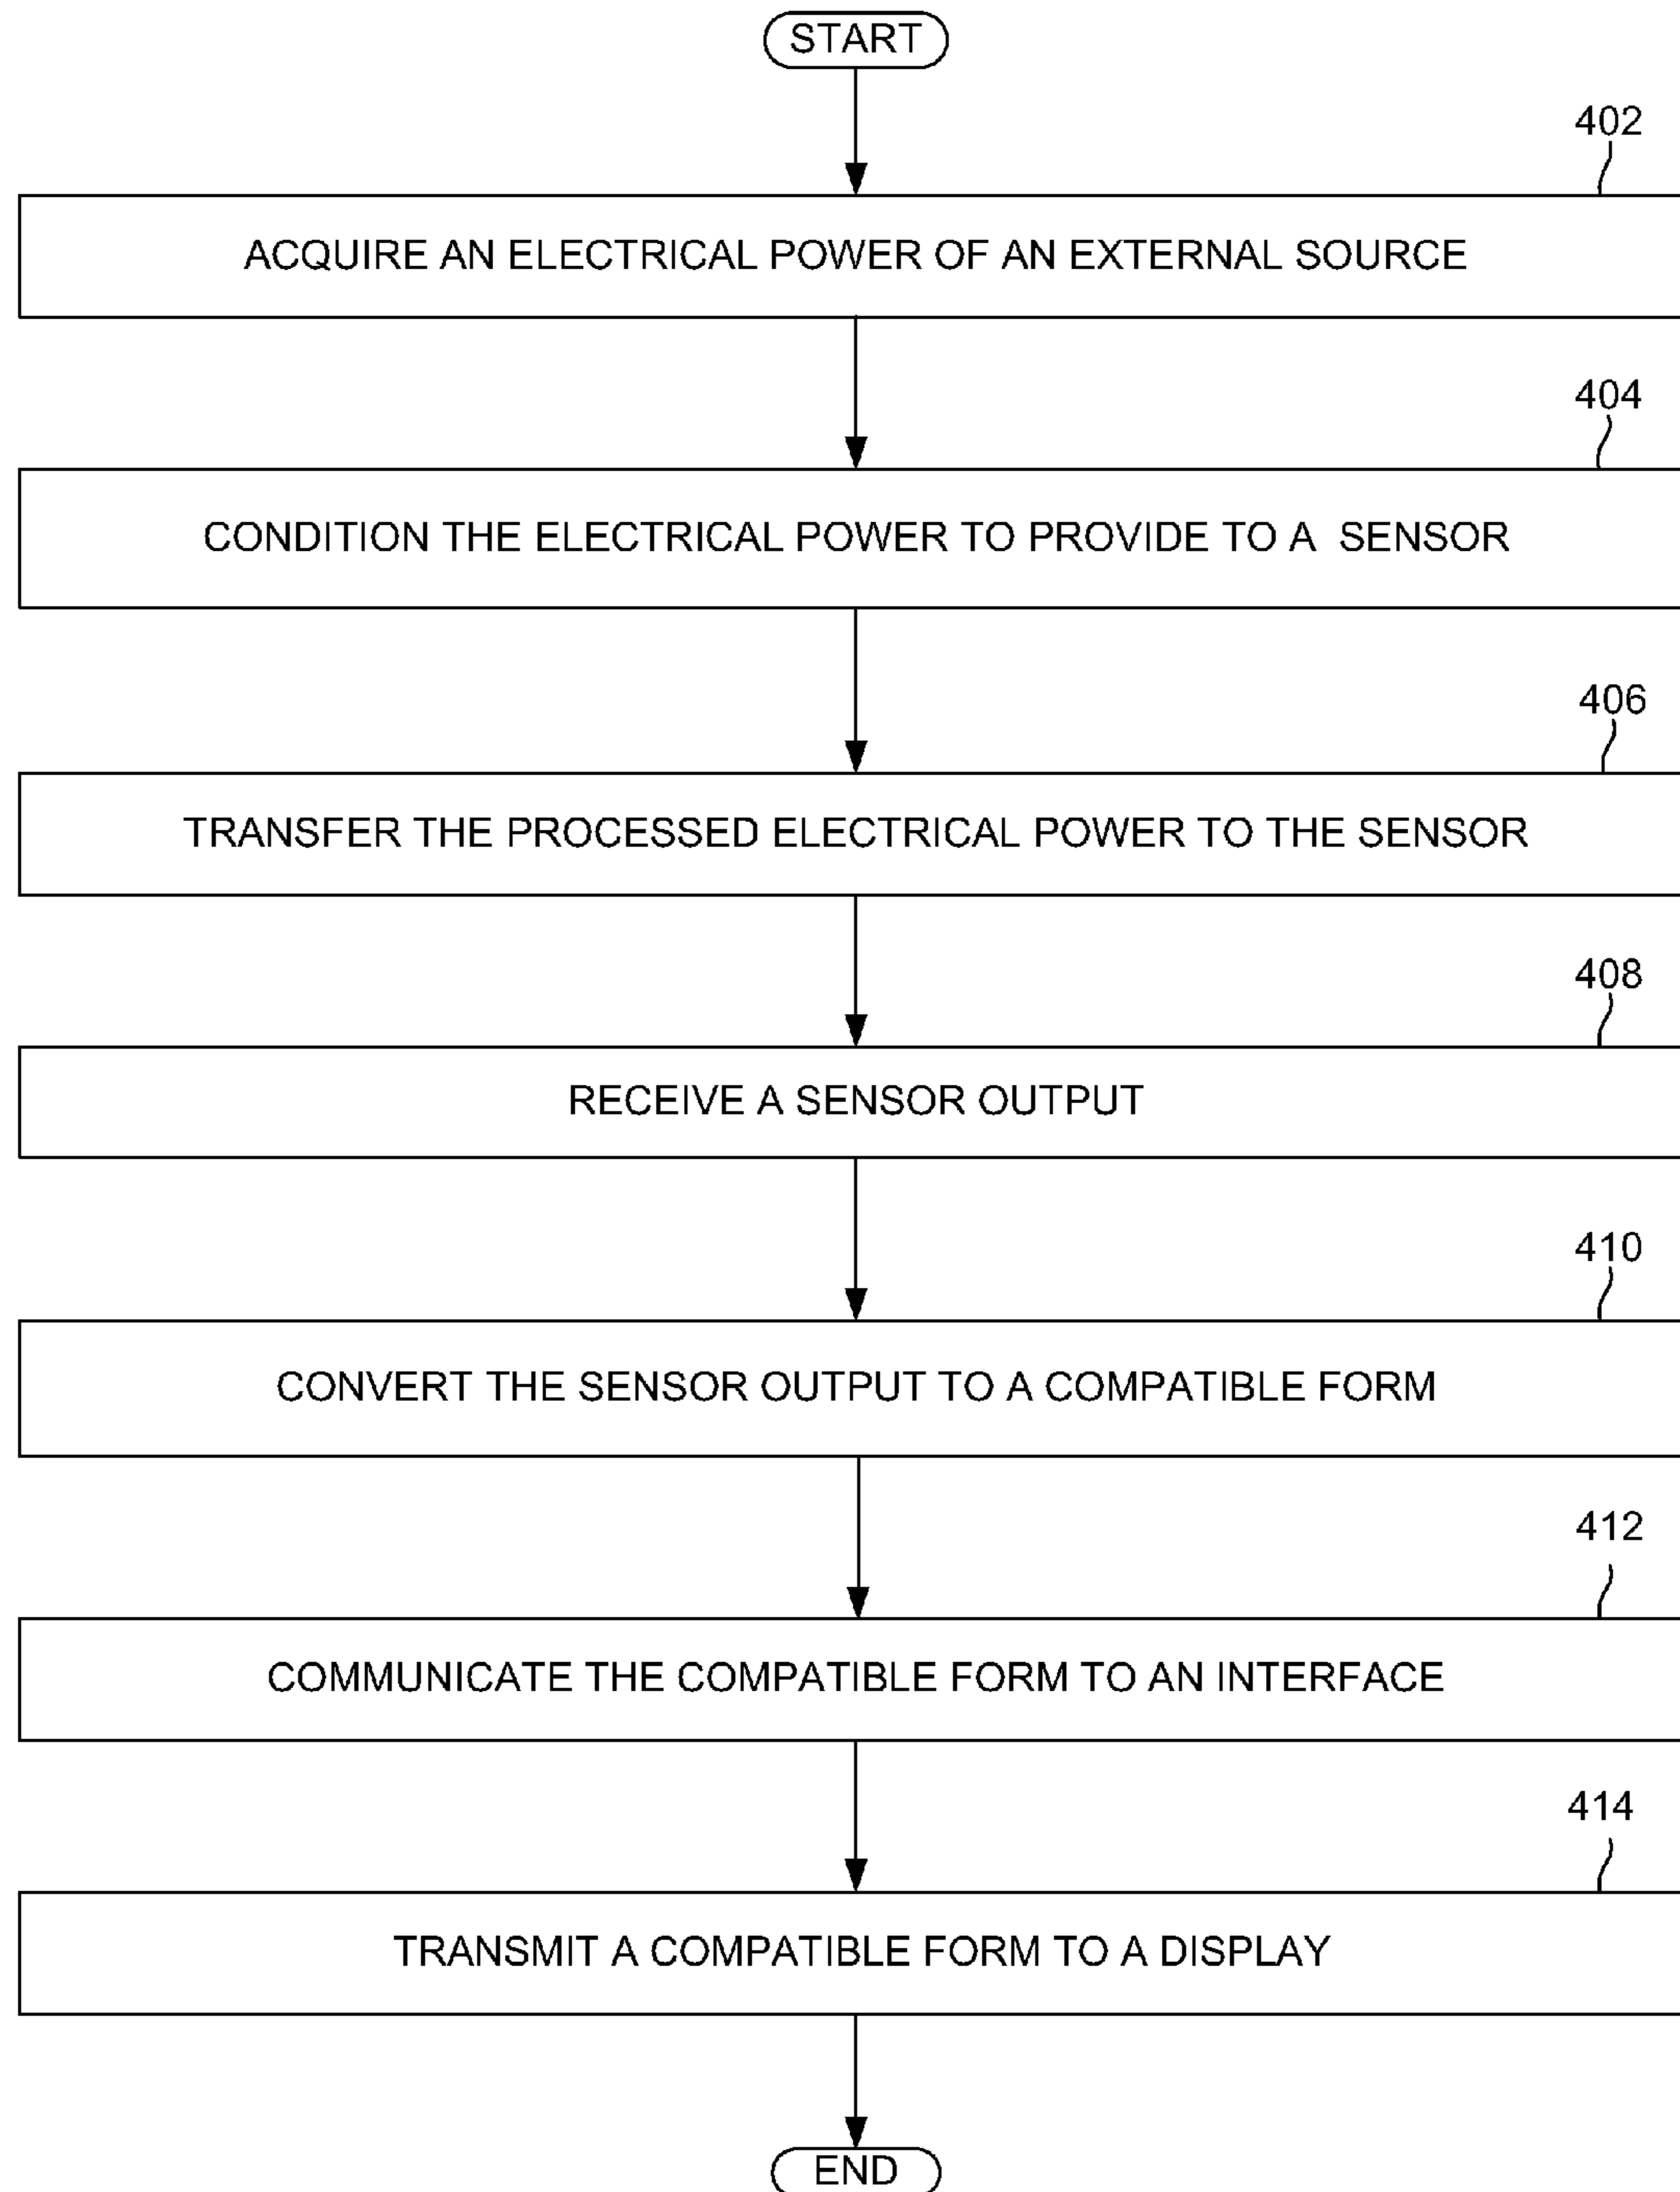 START
402
ACQUIRE AN ELECTRICAL POWER OF AN EXTERNAL SOURCE
404
CONDITION THE ELECTRICAL POWER TO PROVIDE TO A SENSOR
406
TRANSFER THE PROCESSED ELECTRICAL POWER TO THE SENSOR
408
RECEIVE A SENSOR OUTPUT
410
CONVERT THE SENSOR OUTPUT TO A COMPATIBLE FORM
412
COMMUNICATE THE COMPATIBLE FORM TO AN INTERFACE
414
TRANSMIT A COMPATIBLE FORM TO A DISPLAY
END